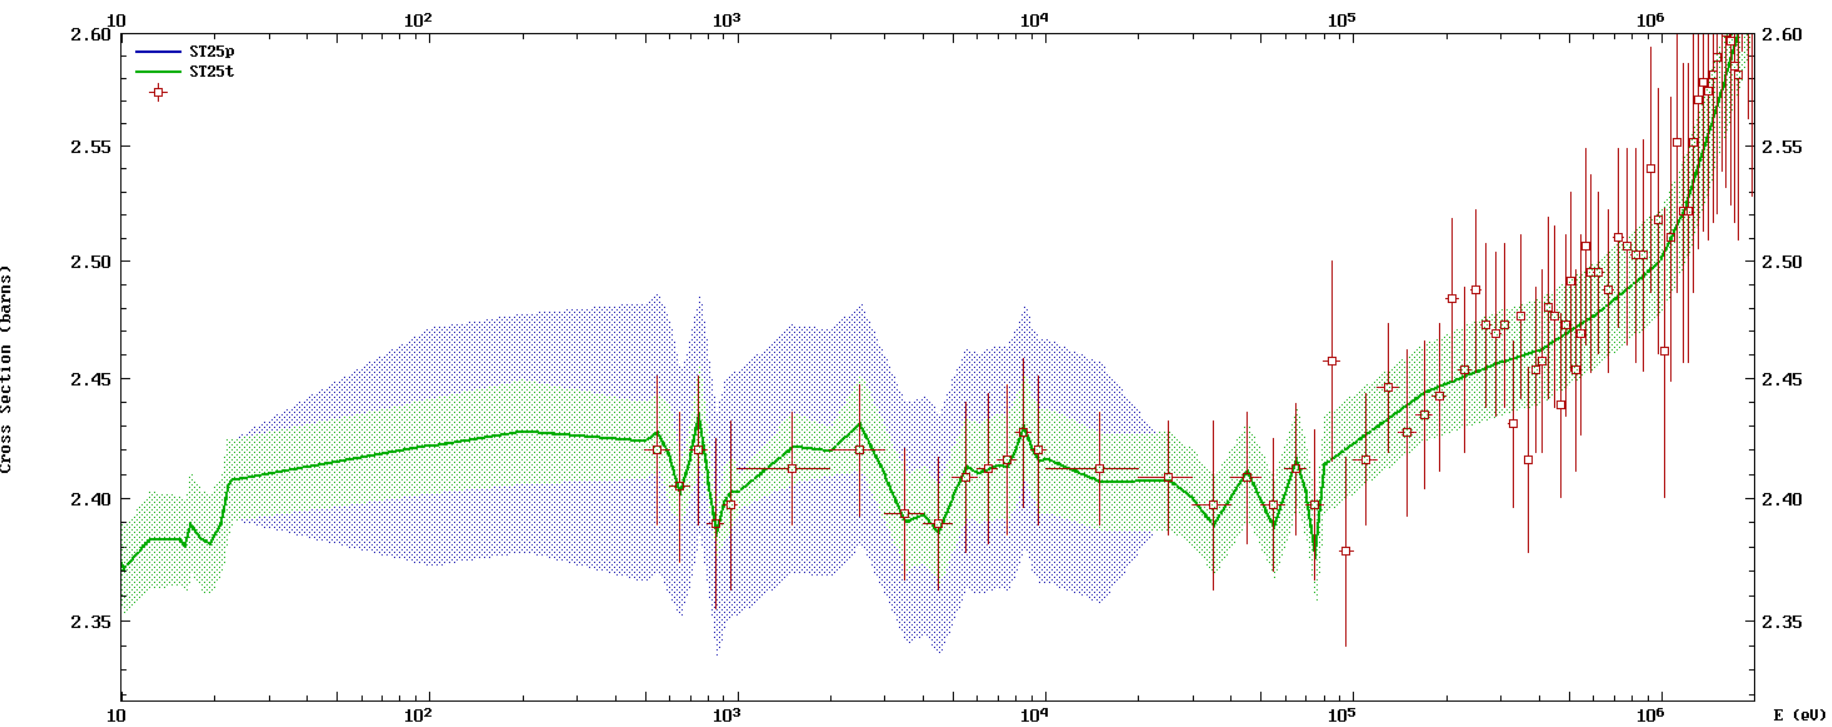 10 10² 10³ 10⁴ 10⁵ 10⁶
2.60 2.60
ST25p
ST25t
2.55 2.55
2.50 2.50
2.45 2.45
2.40 2.40
2.35 2.35
Cross Section (barns)
10 10² 10³ 10⁴ 10⁵ 10⁶ E (eV)